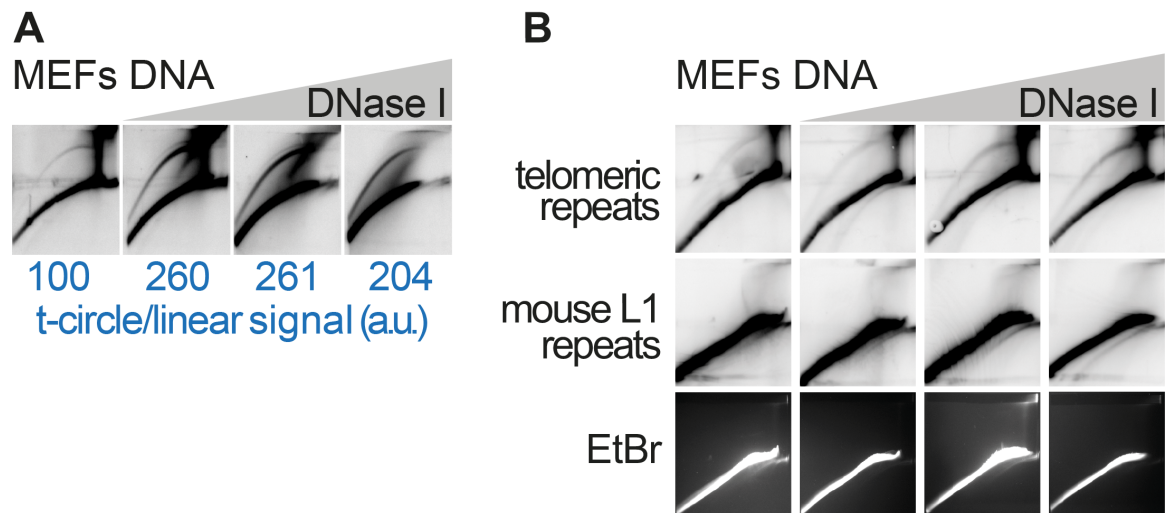 A
MEFs DNA
DNase I
100 260 261 204
t-circle/linear signal (a.u.)
B
MEFs DNA
DNase I
telomeric
repeats
mouse L1
repeats
EtBr